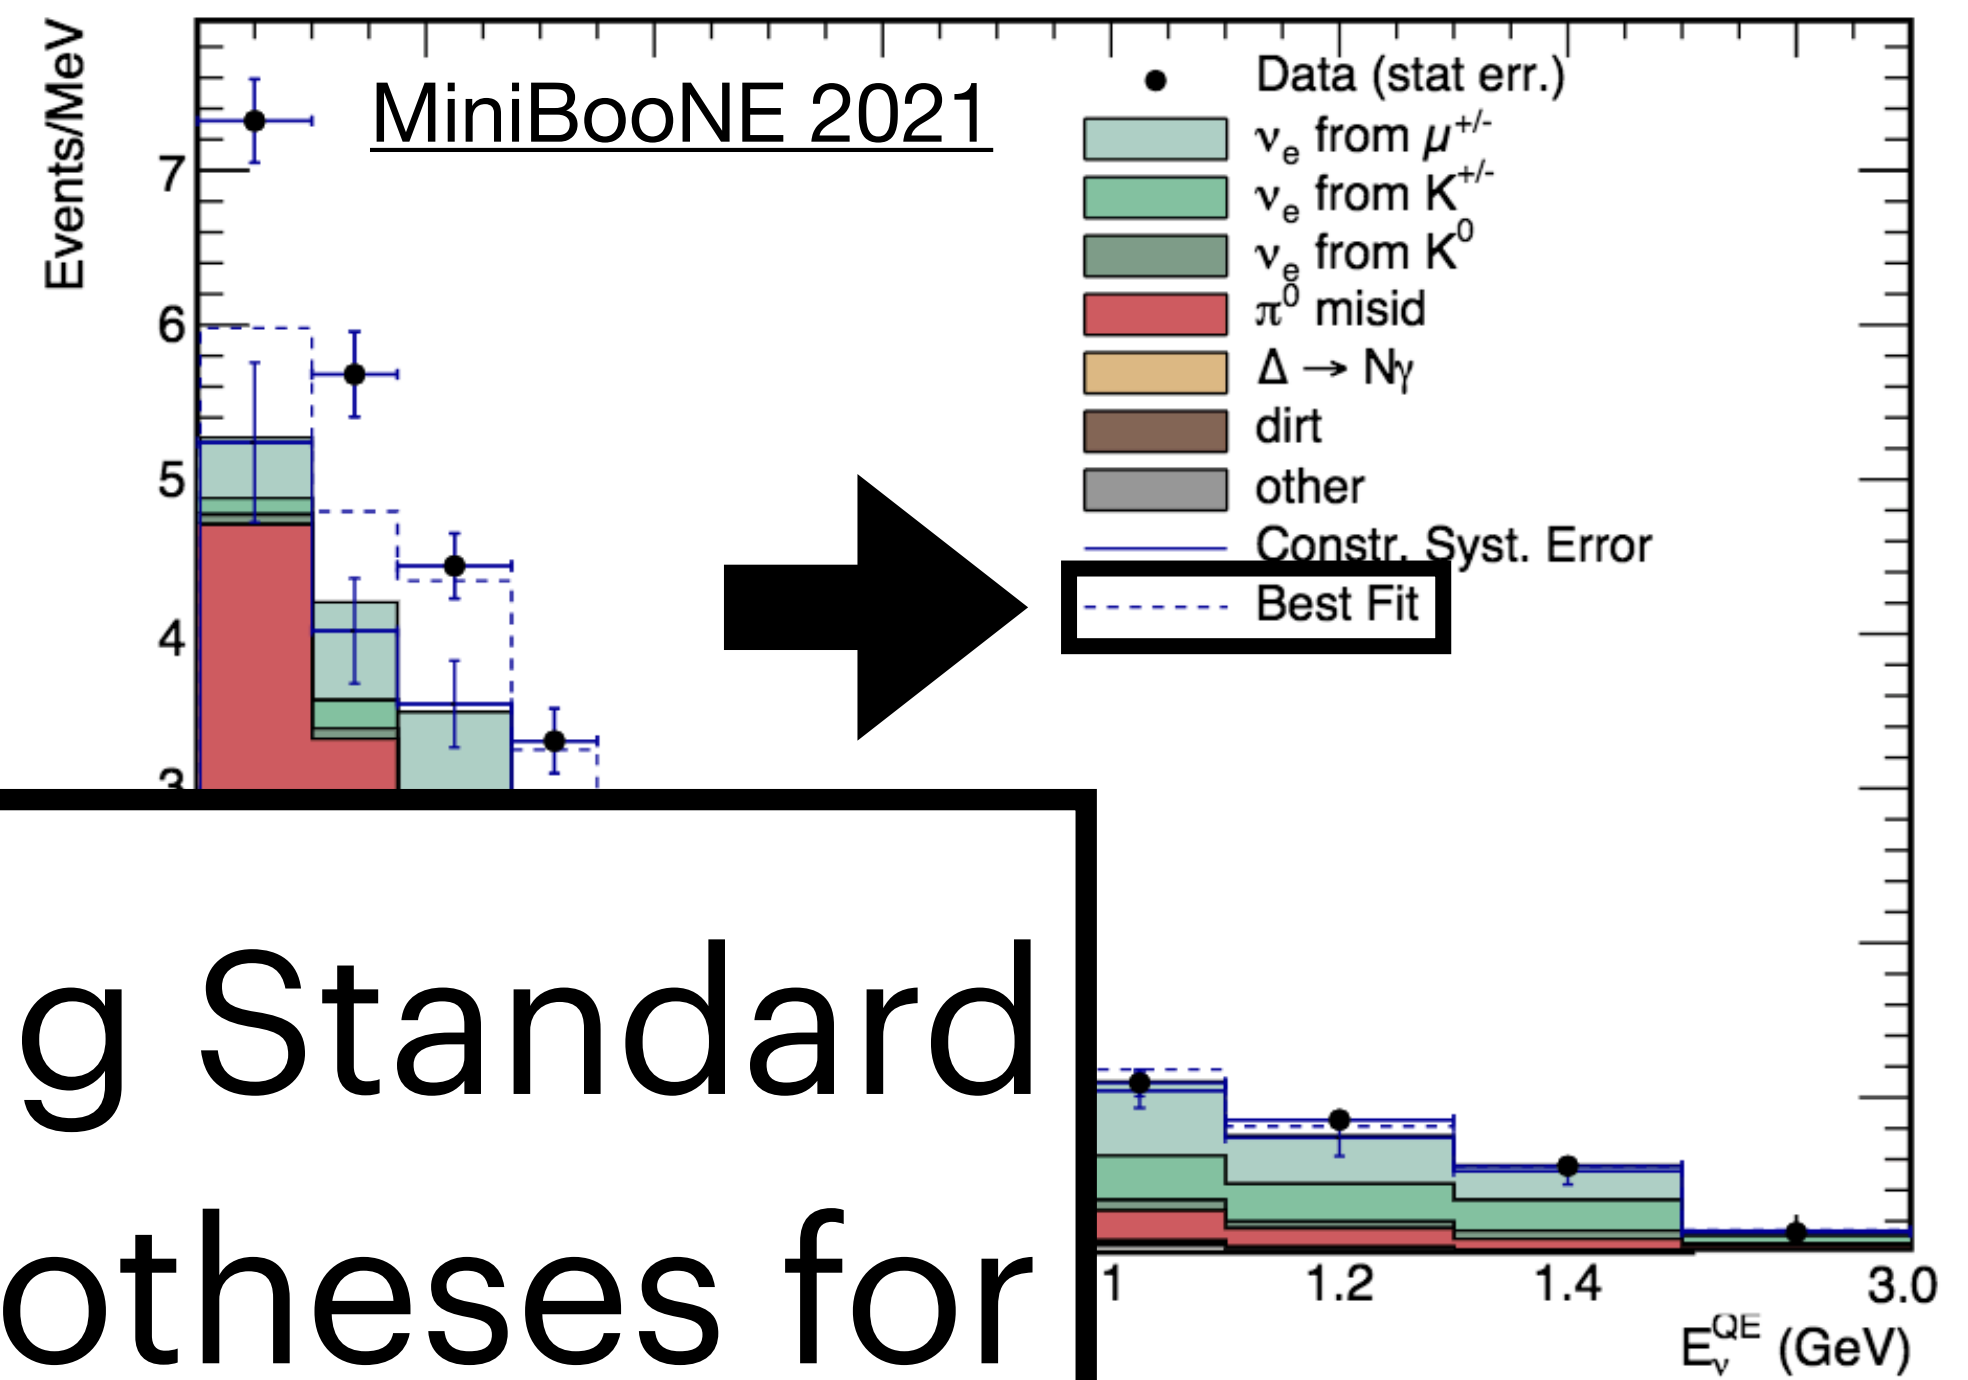 Events/MeV
MiniBooNE 2021
7
6
5
4
3
Data (stat err.)
νe from μ+/-
νe from K+/-
νe from K0
π0 misid
Δ → Nγ
dirt
other
Constr. Syst. Error
Best Fit
g Standard
otheses for
1 1.2 1.4 3.0
EνQE (GeV)